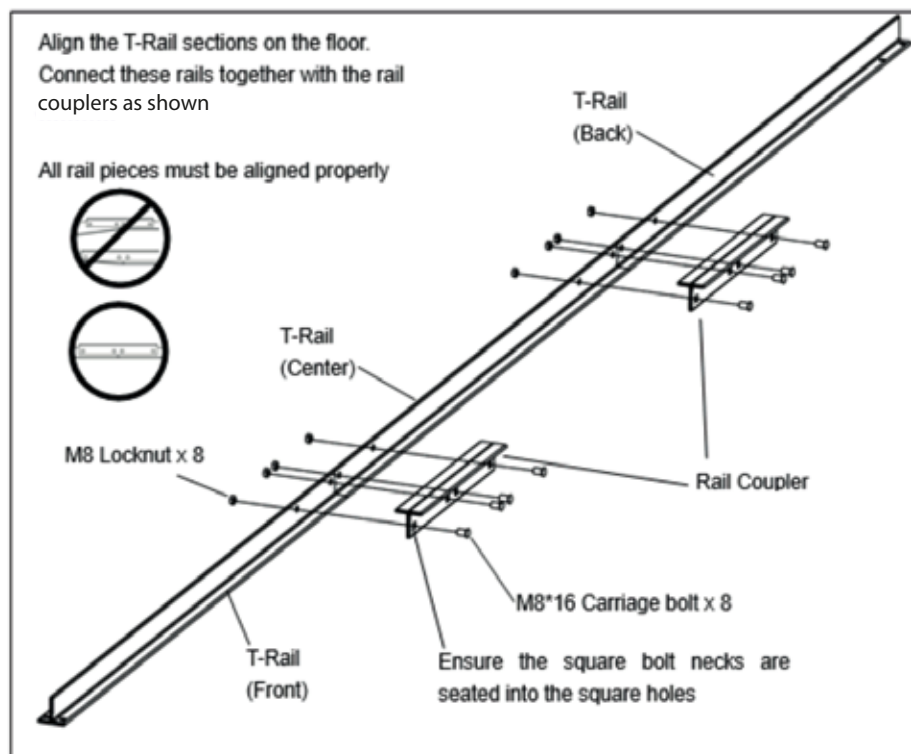 Align the T-Rail sections on the floor.
Connect these rails together with the rail
couplers as shown
All rail pieces must be aligned properly
T-Rail
(Back)
T-Rail
(Center)
M8 Locknut x 8
Rail Coupler
M8*16 Carriage bolt x 8
T-Rail
(Front)
Ensure the square bolt necks are
seated into the square holes